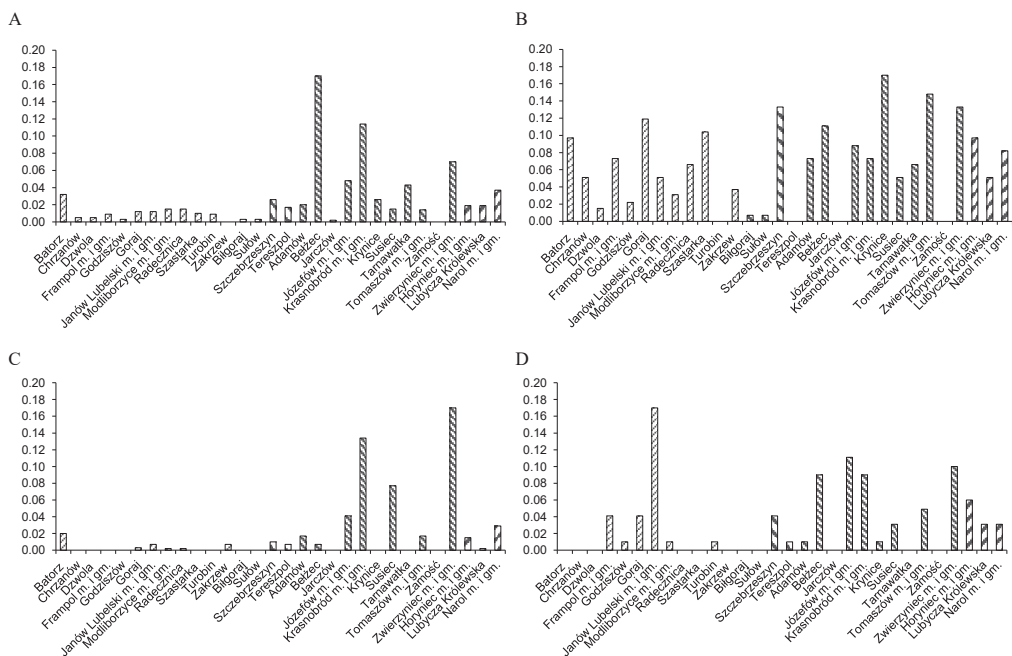 A
0.20
0.18
0.16
0.14
0.12
0.10
0.08
0.06
0.04
0.02
0.00
Batorz
Chrzanów
Dzwola
Frampol m. i gm.
Godziszów
Goraj
Janów Lubelski m. i gm.
Modliborzyce m. i gm.
Radecznica
Szastarka
Turobin
Zakrzew
Biłgoraj
Sułów
Szczebrzeszyn
Tereszpol
Adamów
Bełżec
Jarczów
Józefów m. i gm.
Krasnobród m. i gm.
Krynice
Susiec
Tarnawatka
Tomaszów m. i gm.
Zamość
Zwierzyniec m. i gm.
Horyniec m. i gm.
Lubycza Królewska
Narol m. i gm.
B
0.20
0.18
0.16
0.14
0.12
0.10
0.08
0.06
0.04
0.02
0.00
Batorz
Chrzanów
Dzwola
Frampol m. i gm.
Godziszów
Goraj
Janów Lubelski m. i gm.
Modliborzyce m. i gm.
Radecznica
Szastarka
Turobin
Zakrzew
Biłgoraj
Sułów
Szczebrzeszyn
Tereszpol
Adamów
Bełżec
Jarczów
Józefów m. i gm.
Krasnobród m. i gm.
Krynice
Susiec
Tarnawatka
Tomaszów m. i gm.
Zamość
Zwierzyniec m. i gm.
Horyniec m. i gm.
Lubycza Królewska
Narol m. i gm.
C
0.20
0.18
0.16
0.14
0.12
0.10
0.08
0.06
0.04
0.02
0.00
Batorz
Chrzanów
Dzwola
Frampol m. i gm.
Godziszów
Goraj
Janów Lubelski m. i gm.
Modliborzyce m. i gm.
Radecznica
Szastarka
Turobin
Zakrzew
Biłgoraj
Sułów
Szczebrzeszyn
Tereszpol
Adamów
Bełżec
Jarczów
Józefów m. i gm.
Krasnobród m. i gm.
Krynice
Susiec
Tarnawatka
Tomaszów m. i gm.
Zamość
Zwierzyniec m. i gm.
Horyniec m. i gm.
Lubycza Królewska
Narol m. i gm.
D
0.20
0.18
0.16
0.14
0.12
0.10
0.08
0.06
0.04
0.02
0.00
Batorz
Chrzanów
Dzwola
Frampol m. i gm.
Godziszów
Goraj
Janów Lubelski m. i gm.
Modliborzyce m. i gm.
Radecznica
Szastarka
Turobin
Zakrzew
Biłgoraj
Sułów
Szczebrzeszyn
Tereszpol
Adamów
Bełżec
Jarczów
Józefów m. i gm.
Krasnobród m. i gm.
Krynice
Susiec
Tarnawatka
Tomaszów m. i gm.
Zamość
Zwierzyniec m. i gm.
Horyniec m. i gm.
Lubycza Królewska
Narol m. i gm.